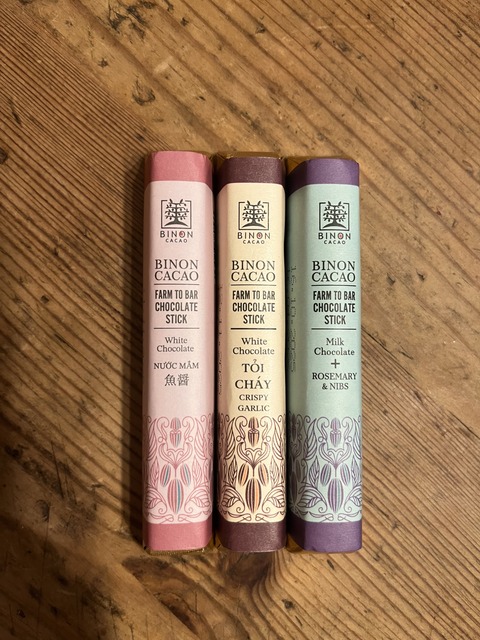 BINON
CACAO
BINON
CACAO
FARM TO BAR
CHOCOLATE
STICK
White
Chocolate
NƯỚC MẮM
魚醤
BINON
CACAO
BINON
CACAO
FARM TO BAR
CHOCOLATE
STICK
White
Chocolate
TỎI
CHÁY
CRISPY
GARLIC
BINON
CACAO
BINON
CACAO
FARM TO BAR
CHOCOLATE
STICK
Milk
Chocolate
+
ROSEMARY
& NIBS